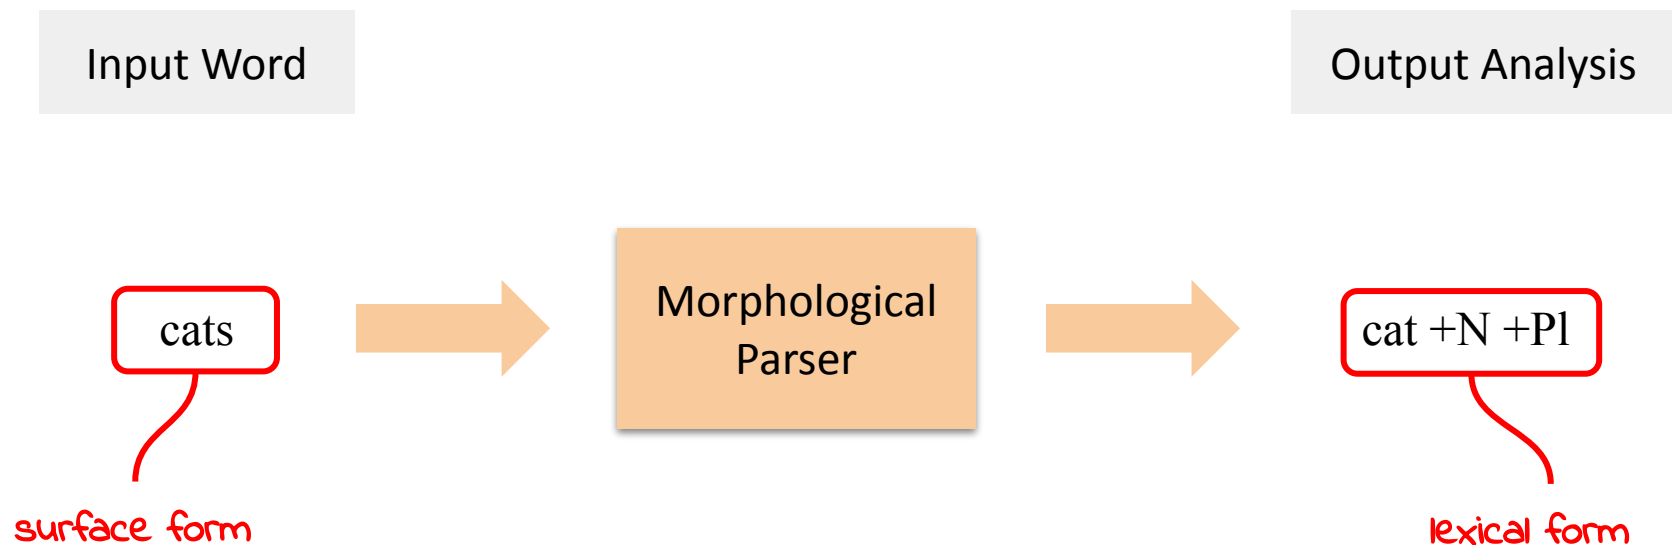 Input Word
Output Analysis
cats
Morphological
Parser
cat +N +Pl
surface form
lexical form